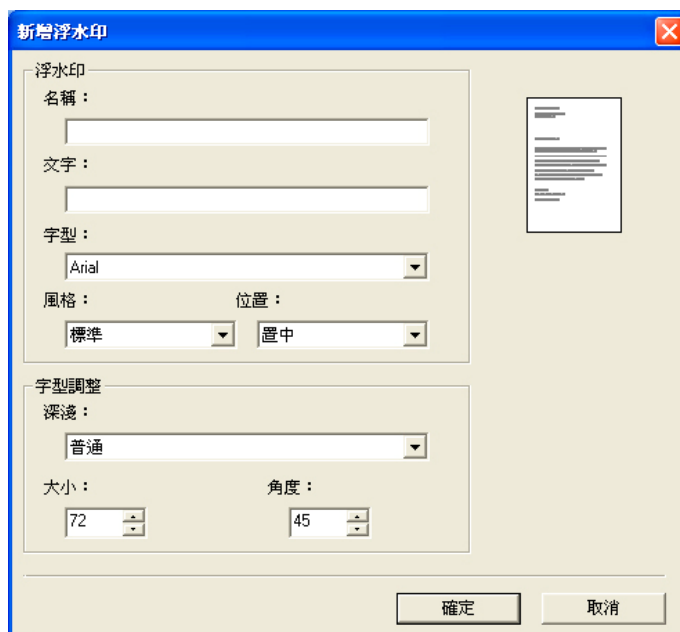 新增浮水印
浮水印
名稱：
文字：
字型：
Arial
風格： 位置：
標準 置中
字型調整
深淺：
普通
大小： 角度：
72 45
確定 取消